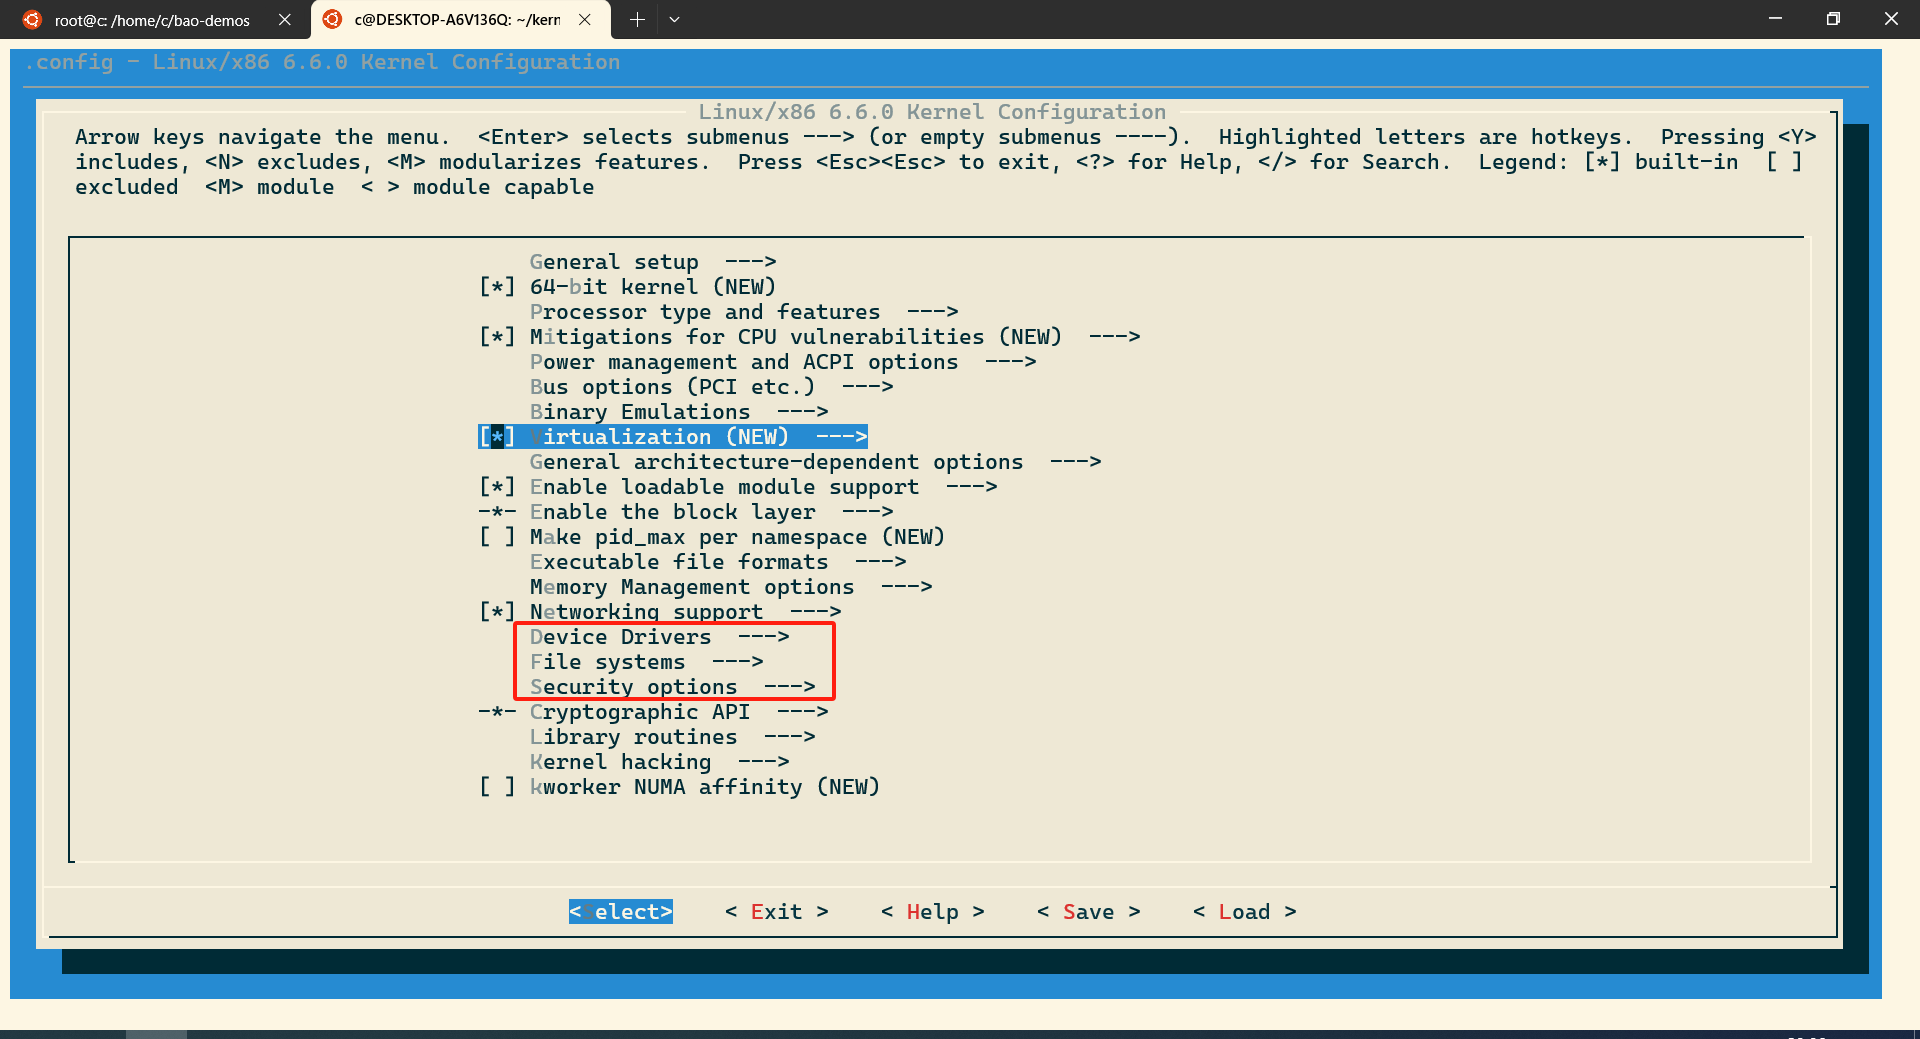 root@c: /home/c/bao-demos
c@DESKTOP-A6V136Q: ~/kern
.config - Linux/x86 6.6.0 Kernel Configuration
Linux/x86 6.6.0 Kernel Configuration
Arrow keys navigate the menu.  <Enter> selects submenus ---> (or empty submenus ----).  Highlighted letters are hotkeys.  Pressing <Y>
includes, <N> excludes, <M> modularizes features.  Press <Esc><Esc> to exit, <?> for Help, </> for Search.  Legend: [*] built-in  [ ]
excluded  <M> module  < > module capable
General setup  --->
[*] 64-bit kernel (NEW)
Processor type and features  --->
[*] Mitigations for CPU vulnerabilities (NEW)  --->
Power management and ACPI options  --->
Bus options (PCI etc.)  --->
Binary Emulations  --->
[*] Virtualization (NEW)  --->
General architecture-dependent options  --->
[*] Enable loadable module support  --->
-*- Enable the block layer  --->
[ ] Make pid_max per namespace (NEW)
Executable file formats  --->
Memory Management options  --->
[*] Networking support  --->
Device Drivers  --->
File systems  --->
Security options  --->
-*- Cryptographic API  --->
Library routines  --->
Kernel hacking  --->
[ ] kworker NUMA affinity (NEW)
<Select>    < Exit >    < Help >    < Save >    < Load >